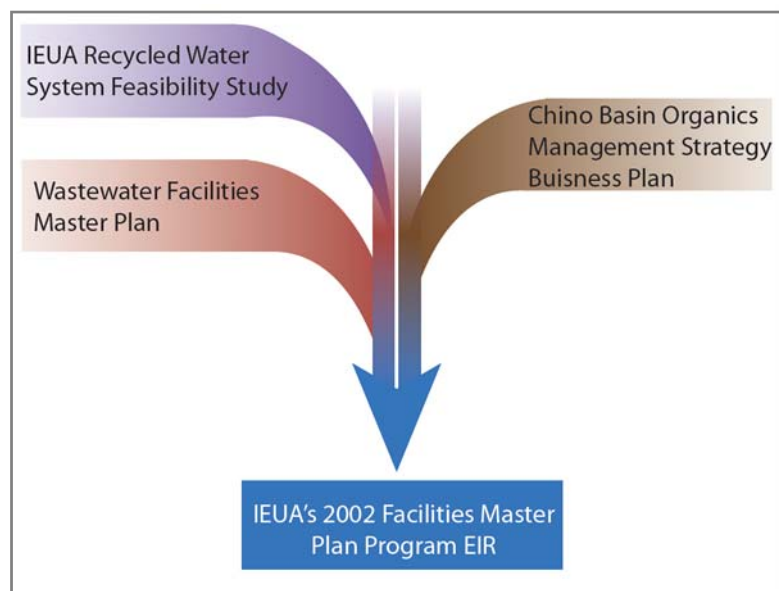 IEUA Recycled Water
System Feasibility Study
Wastewater Facilities
Master Plan
Chino Basin Organics
Management Strategy
Buisness Plan
IEUA's 2002 Facilities Master
Plan Program EIR